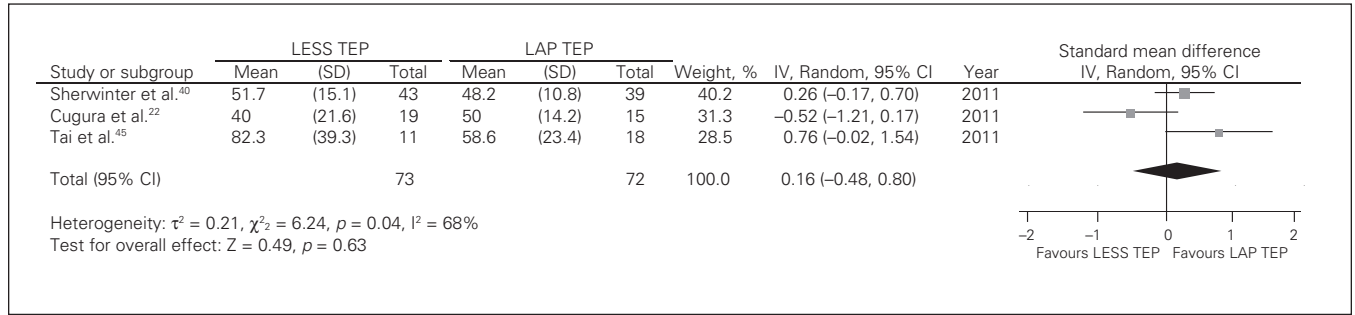 LESS TEP LAP TEP Standard mean difference
Study or subgroup Mean (SD) Total Mean (SD) Total Weight, % IV, Random, 95% CI Year IV, Random, 95% CI
Sherwinter et al.40 51.7 (15.1) 43 48.2 (10.8) 39 40.2 0.26 (–0.17, 0.70) 2011
Cugura et al.22 40 (21.6) 19 50 (14.2) 15 31.3 –0.52 (–1.21, 0.17) 2011
Tai et al.45 82.3 (39.3) 11 58.6 (23.4) 18 28.5 0.76 (–0.02, 1.54) 2011
Total (95% CI) 73 72 100.0 0.16 (–0.48, 0.80)
Heterogeneity: τ² = 0.21, χ²₂ = 6.24, p = 0.04, I² = 68%
Test for overall effect: Z = 0.49, p = 0.63
–2 –1 0 1 2
Favours LESS TEP Favours LAP TEP